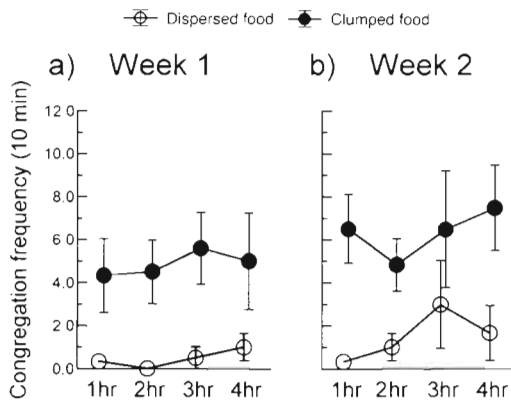 Dispersed food Clumped food
a) Week 1 b) Week 2
Congregation frequency (10 min)
12.0
10.0
8.0
6.0
4.0
2.0
0.0
1hr 2hr 3hr 4hr 1hr 2hr 3hr 4hr